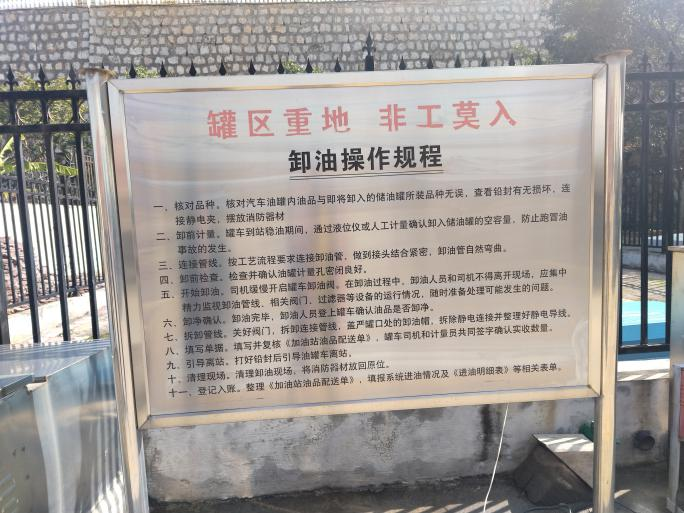 罐区重地 非工莫入
卸油操作规程
一、核对品种。核对汽车油罐内油品与即将卸入的储油罐所装品种无误，查看铅封有无损坏，连
接静电夹，摆放消防器材
二、卸前计量。罐车到站稳油期间，通过液位仪或人工计量确认卸入储油罐的空容量，防止跑冒油
事故的发生。
三、连接管线。按工艺流程要求连接卸油管，做到接头结合紧密，卸油管自然弯曲。
四、卸前检查。检查并确认油罐计量孔密闭良好。
五、开始卸油。司机缓慢开启罐车卸油阀。在卸油过程中，卸油人员和司机不得离开现场，应集中
精力监视卸油管线、相关阀门、过滤器等设备的运行情况，随时准备处理可能发生的问题。
六、卸净确认。卸油完毕，卸油人员登上罐车确认油品是否卸净。
七、拆卸管线。关好阀门，拆卸连接管线，盖严罐口处的卸油帽，拆除静电连接并整理好静电导线。
八、填写单据。填写并复核《加油站油品配送单》，罐车司机和计量员共同签字确认实收数量。
九、引导离站。打好铅封后引导油罐车离站。
十、清理现场。清理卸油现场，将消防器材放回原位。
十一、登记入账。整理《加油站油品配送单》，填报系统进油情况及《进油明细表》等相关表单。